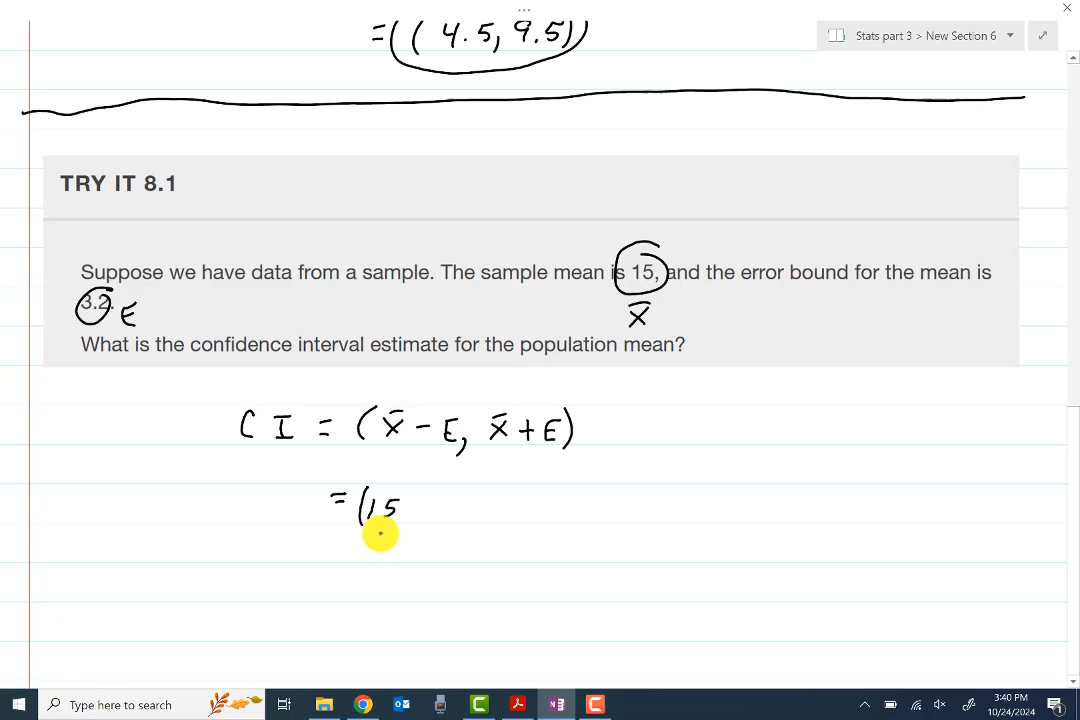 =(( 4.5, 9.5))
Stats part 3 > New Section 6
TRY IT 8.1
Suppose we have data from a sample. The sample mean is 15, and the error bound for the mean is
3.2. E
x̄
What is the confidence interval estimate for the population mean?
CI = (x̄ - E, x̄ + E)
= (15
Type here to search
3:40 PM
10/24/2024